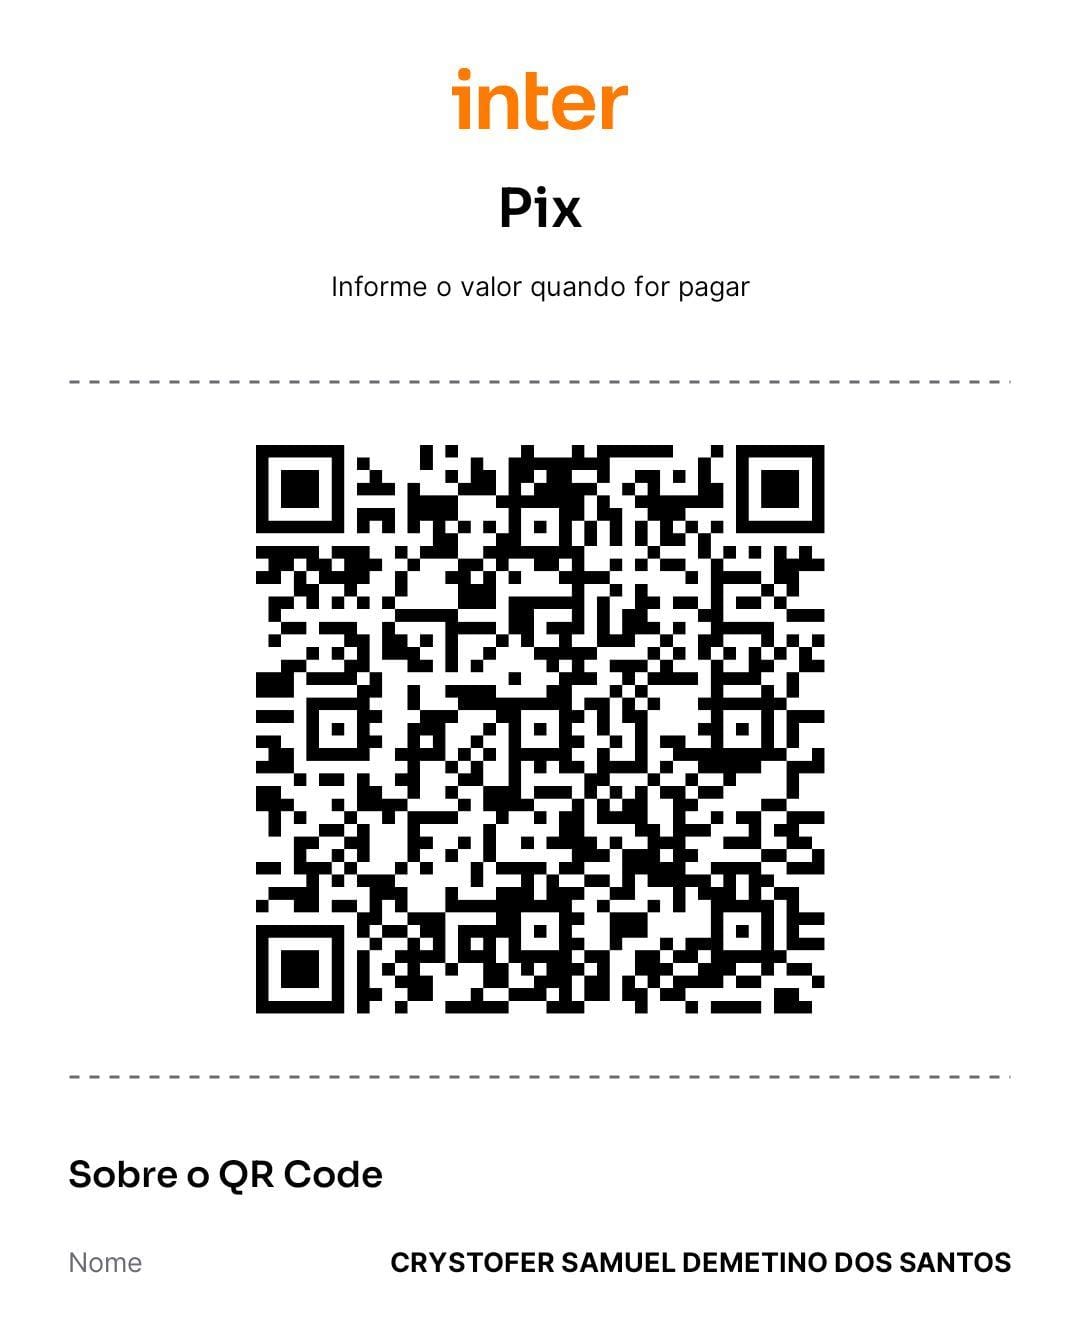 inter
Pix
Informe o valor quando for pagar
Sobre o QR Code
Nome CRYSTOFER SAMUEL DEMETINO DOS SANTOS